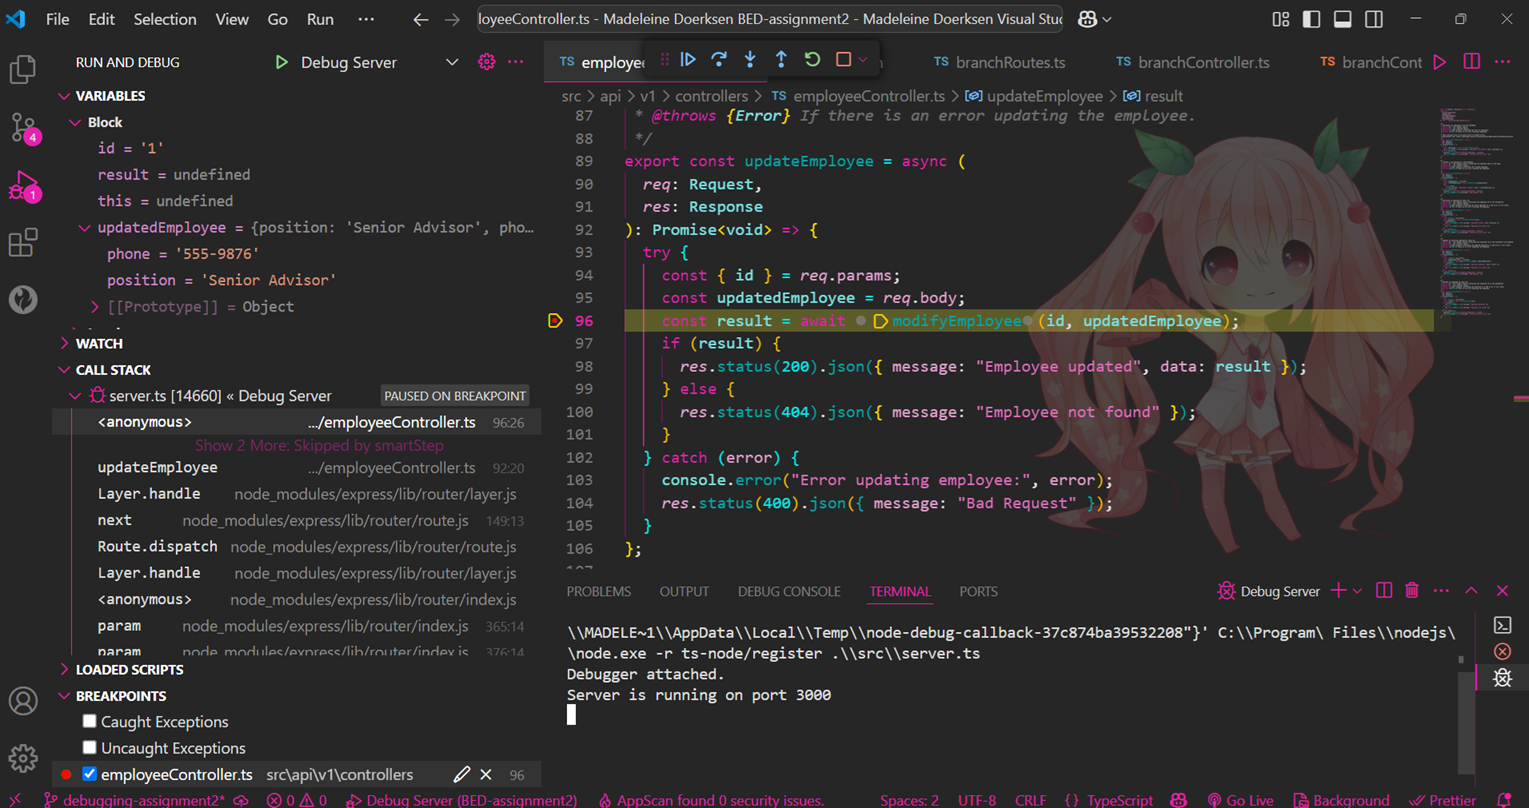 File Edit Selection View Go Run ··· loyeeController.ts - Madeleine Doerksen BED-assignment2 - Madeleine Doerksen Visual Stu
RUN AND DEBUG Debug Server ···
TS employee
TS branchRoutes.ts TS branchController.ts TS branchCont ···
src > api > v1 > controllers > TS employeeController.ts > updateEmployee > result
VARIABLES
Block
id = '1'
result = undefined
this = undefined
updatedEmployee = {position: 'Senior Advisor', pho…
phone = '555-9876'
position = 'Senior Advisor'
[[Prototype]] = Object
WATCH
CALL STACK
server.ts [14660] « Debug Server PAUSED ON BREAKPOINT
<anonymous> .../employeeController.ts 96:26
Show 2 More: Skipped by smartStep
updateEmployee .../employeeController.ts 92:20
Layer.handle node_modules/express/lib/router/layer.js
next node_modules/express/lib/router/route.js 149:13
Route.dispatch node_modules/express/lib/router/route.js
Layer.handle node_modules/express/lib/router/layer.js
<anonymous> node_modules/express/lib/router/index.js
param node_modules/express/lib/router/index.js 365:14
param node_modules/express/lib/router/index.js 376:14
LOADED SCRIPTS
BREAKPOINTS
Caught Exceptions
Uncaught Exceptions
employeeController.ts src\api\v1\controllers 96
4
1
87 * @throws {Error} If there is an error updating the employee.
88 */
89 export const updateEmployee = async (
90 req: Request,
91 res: Response
92 ): Promise<void> => {
93 try {
94 const { id } = req.params;
95 const updatedEmployee = req.body;
96 const result = await modifyEmployee (id, updatedEmployee);
97 if (result) {
98 res.status(200).json({ message: "Employee updated", data: result });
99 } else {
100 res.status(404).json({ message: "Employee not found" });
101 }
102 } catch (error) {
103 console.error("Error updating employee:", error);
104 res.status(400).json({ message: "Bad Request" });
105 }
106 };
PROBLEMS OUTPUT DEBUG CONSOLE TERMINAL PORTS Debug Server ···
\\MADELE~1\\AppData\\Local\\Temp\\node-debug-callback-37c874ba39532208"}' C:\\Program\ Files\\nodejs\
\node.exe -r ts-node/register .\\src\\server.ts
Debugger attached.
Server is running on port 3000
debugging-assignment2* 0 0 Debug Server (BED-assignment2) AppScan found 0 security issues. Spaces: 2 UTF-8 CRLF {} TypeScript Go Live Background Prettier